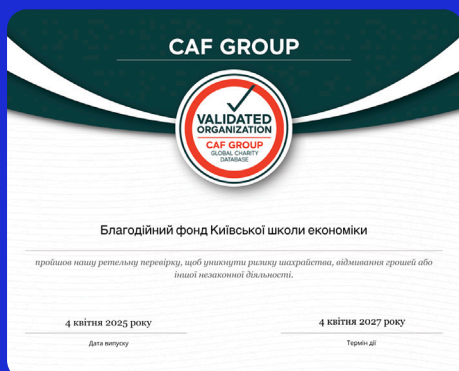 CAF GROUP
VALIDATED
ORGANIZATION
CAF GROUP
GLOBAL CHARITY
DATABASE
Благодійний фонд Київської школи економіки
пройшов нашу ретельну перевірку, щоб уникнути ризику шахрайства, відмивання грошей або
іншої незаконної діяльності.
4 квітня 2025 року
4 квітня 2027 року
Дата випуску
Термін дії